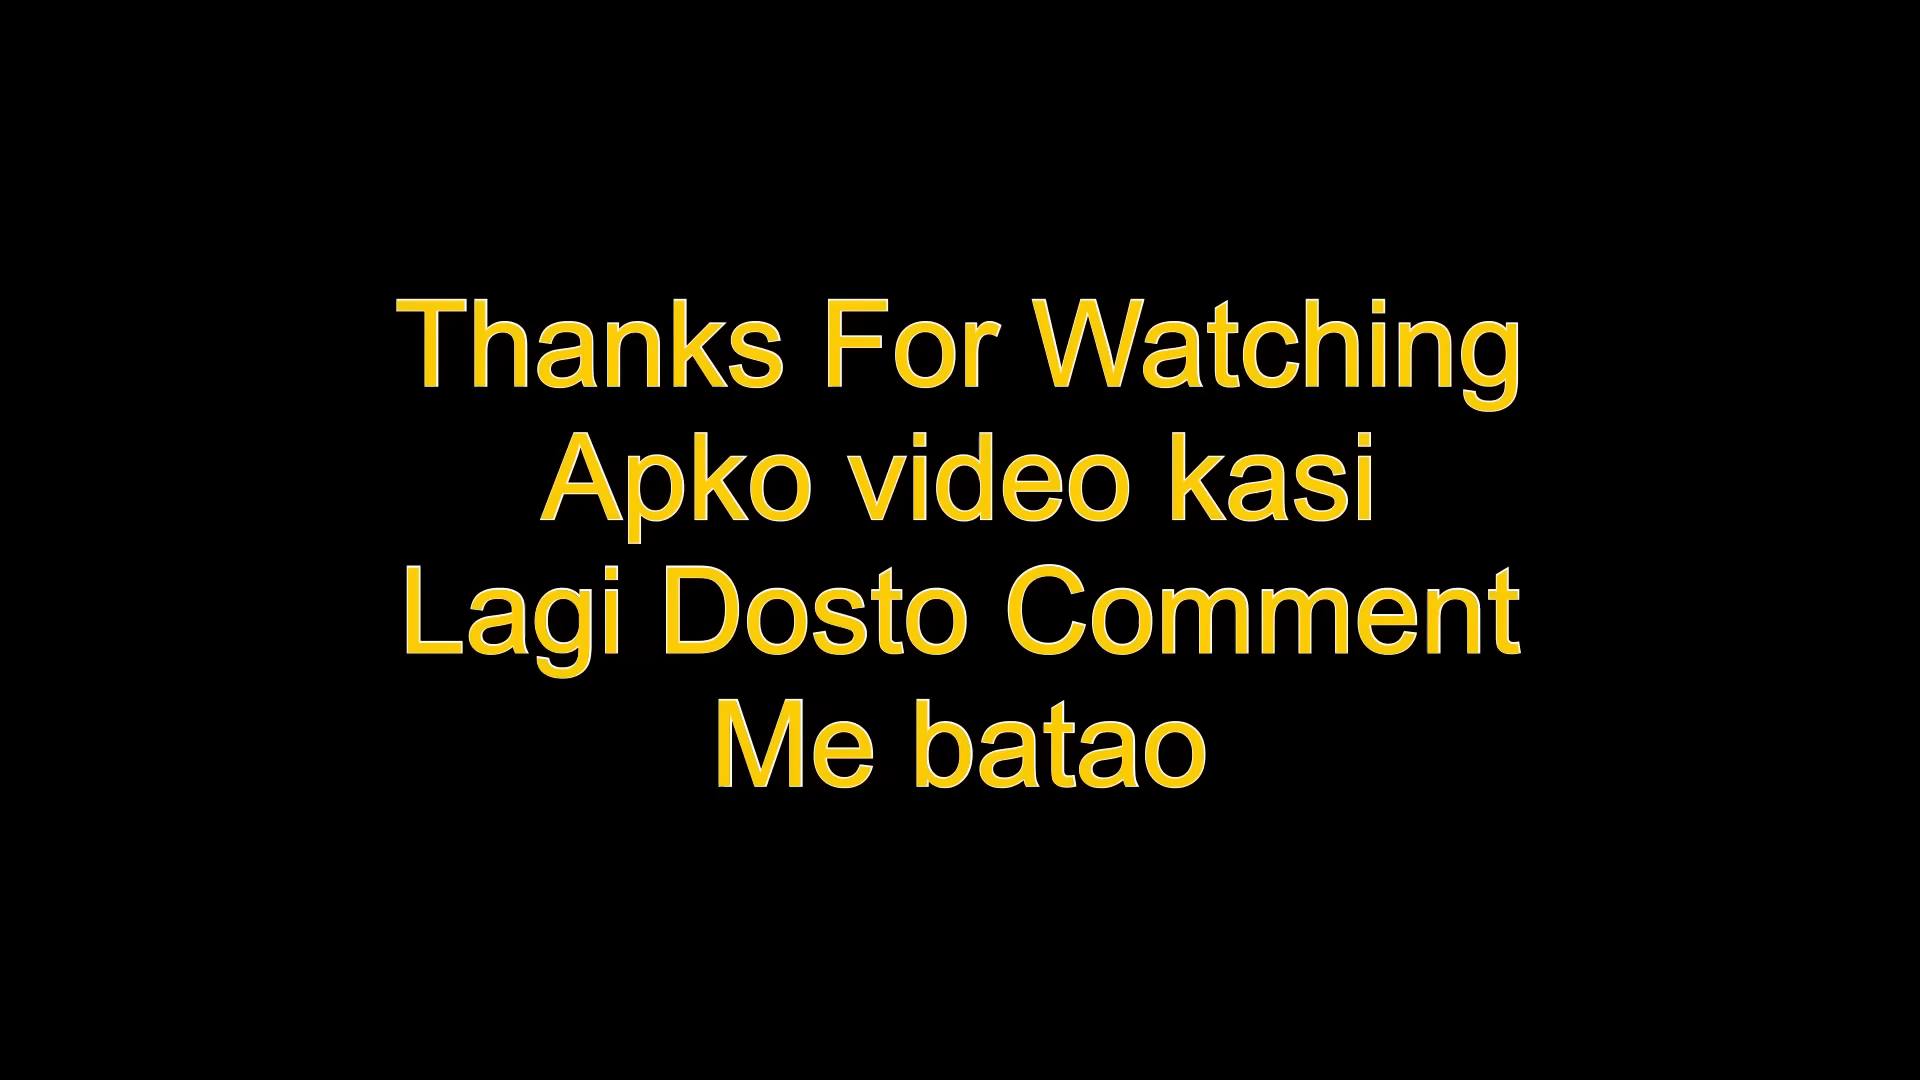 Thanks For Watching
Apko video kasi
Lagi Dosto Comment
Me batao